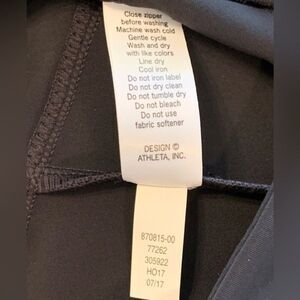 Close zipper
before washing
Machine wash cold
Gentle cycle
Wash and dry
with like colors
Line dry
Cool iron
Do not iron label
Do not dry clean
Do not tumble dry
Do not bleach
Do not use
fabric softener
DESIGN ©
ATHLETA, INC.
870815-00
77262
305922
HO17
07/17